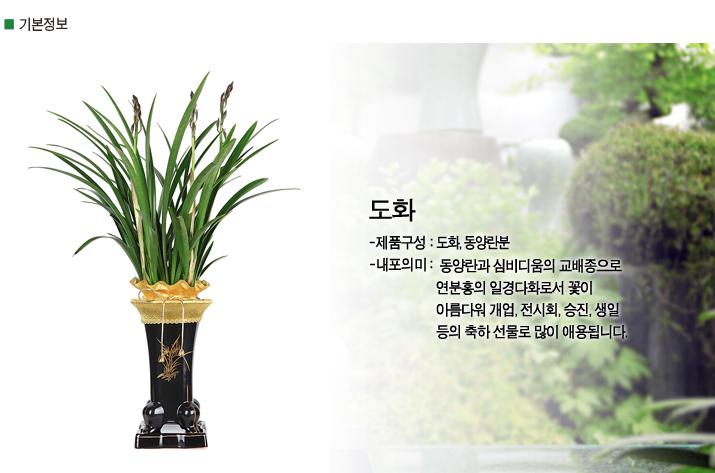 기본정보
도화
-제품구성 : 도화, 동양란분
-내포의미 : 동양란과 심비디움의 교배종으로
연분홍의 일경다화로서 꽃이
아름다워 개업, 전시회, 승진, 생일
등의 축하 선물로 많이 애용됩니다.